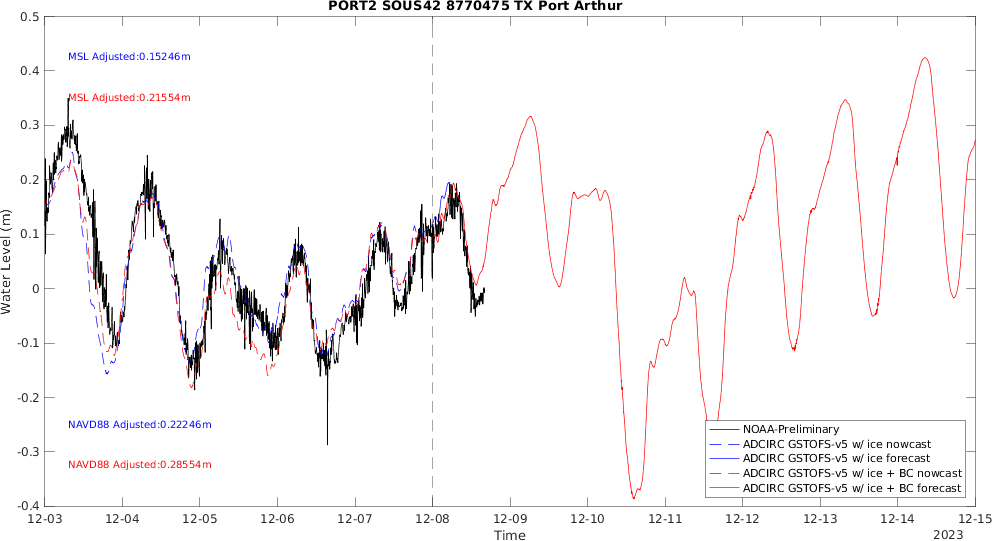 PORT2 SOUS42 8770475 TX Port Arthur
0.5
0.4
0.3
0.2
0.1
0
-0.1
-0.2
-0.3
-0.4
Water Level (m)
MSL Adjusted:0.15246m
MSL Adjusted:0.21554m
NAVD88 Adjusted:0.22246m
NAVD88 Adjusted:0.28554m
NOAA-Preliminary
ADCIRC GSTOFS-v5 w/ ice nowcast
ADCIRC GSTOFS-v5 w/ ice forecast
ADCIRC GSTOFS-v5 w/ ice + BC nowcast
ADCIRC GSTOFS-v5 w/ ice + BC forecast
12-03 12-04 12-05 12-06 12-07 12-08 12-09 12-10 12-11 12-12 12-13 12-14 12-15
Time
2023